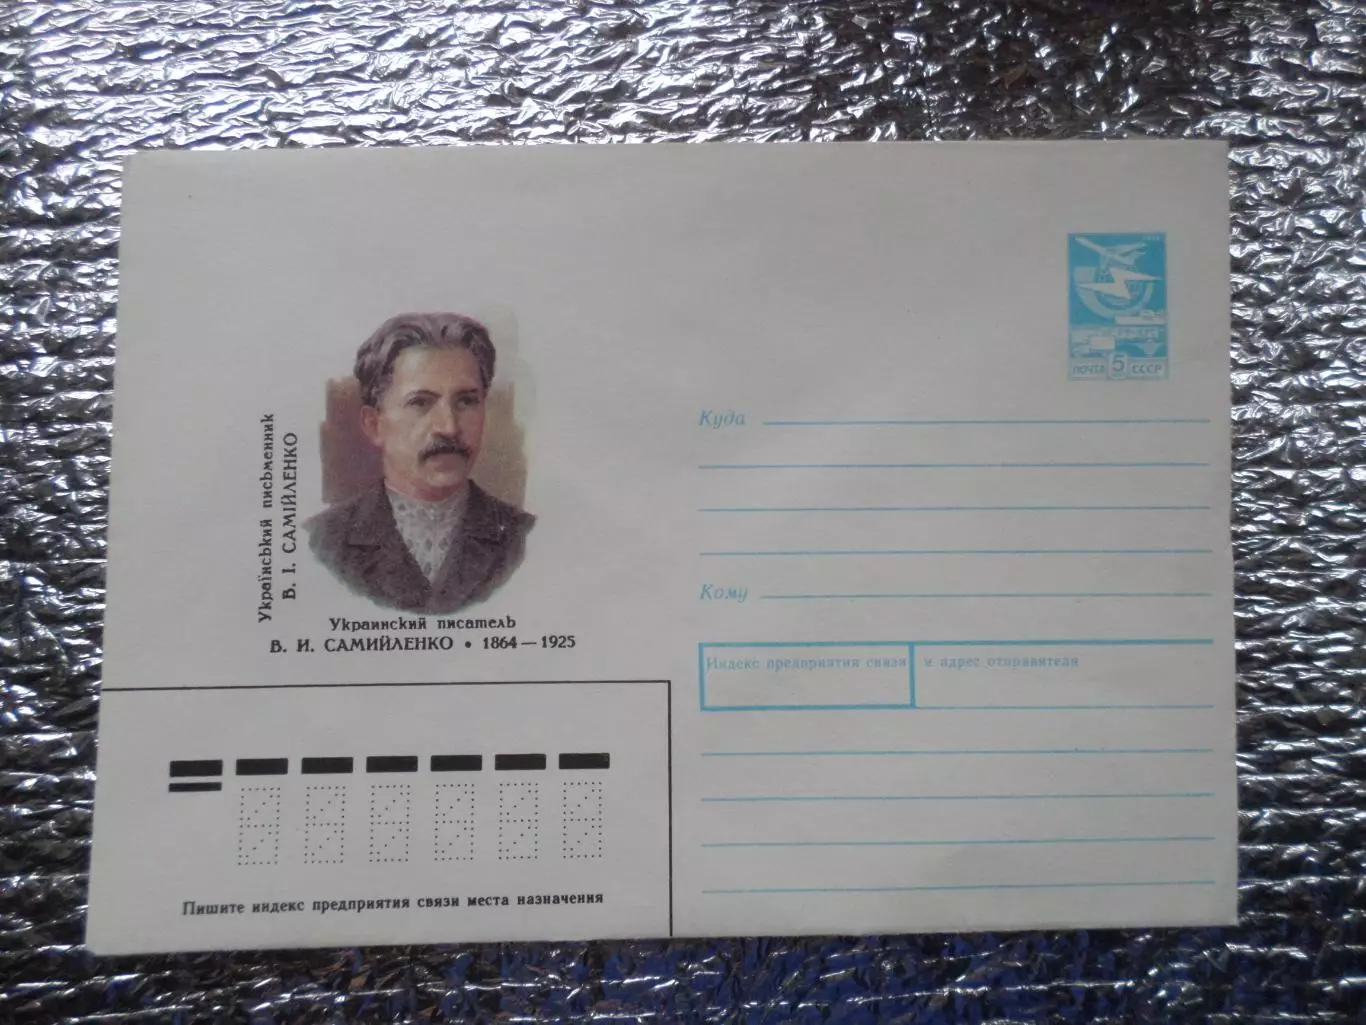 ПОЧТА 5 СССР
Український письменник
В. І. САМІЙЛЕНКО
Украинский писатель
В. И. САМИЙЛЕНКО • 1864—1925
Куда
Кому
Индекс предприятия связи и адрес отправителя
Пишите индекс предприятия связи места назначения